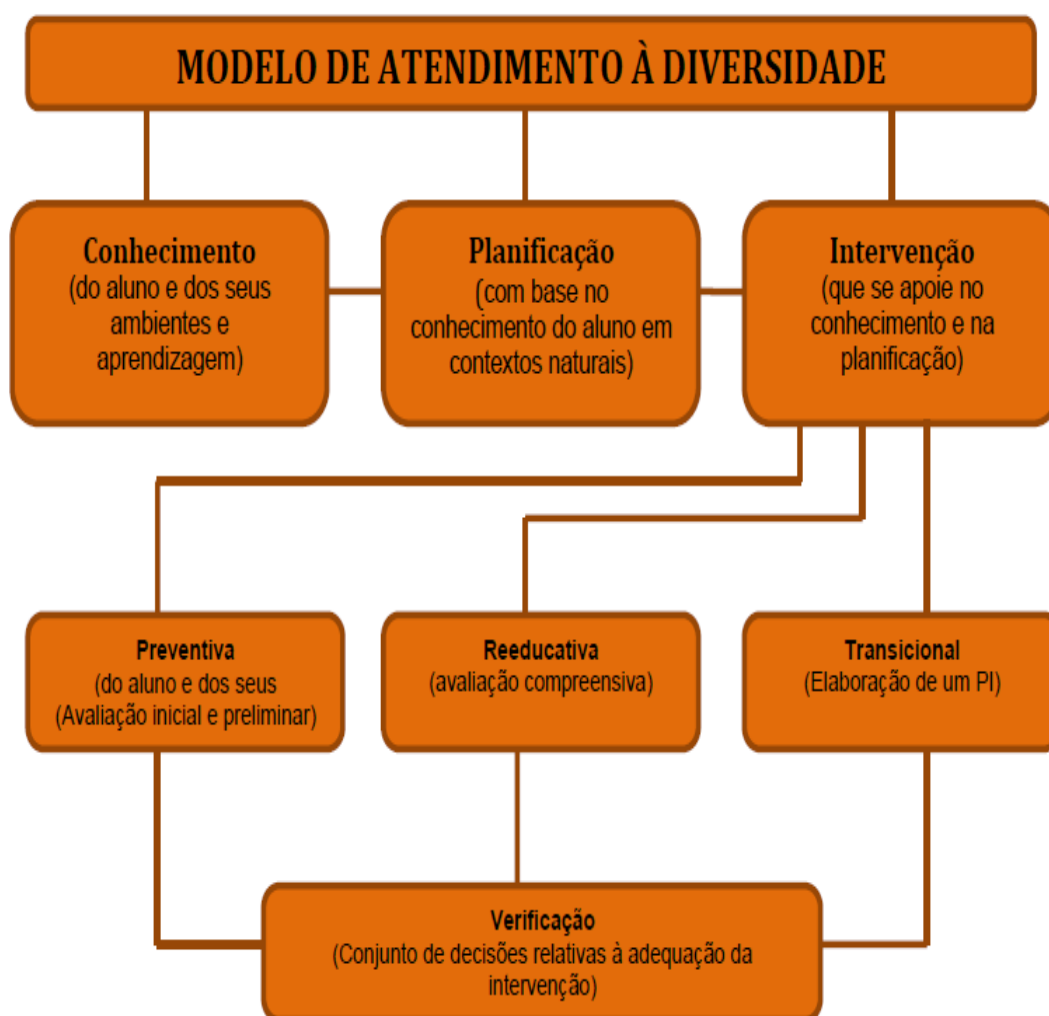 MODELO DE ATENDIMENTO À DIVERSIDADE
Conhecimento
(do aluno e dos seus
ambientes e
aprendizagem)
Planificação
(com base no
conhecimento do aluno em
contextos naturais)
Intervenção
(que se apoie no
conhecimento e na
planificação)
Preventiva
(do aluno e dos seus
(Avaliação inicial e preliminar)
Reeducativa
(avaliação compreensiva)
Transicional
(Elaboração de um PI)
Verificação
(Conjunto de decisões relativas à adequação da
intervenção)